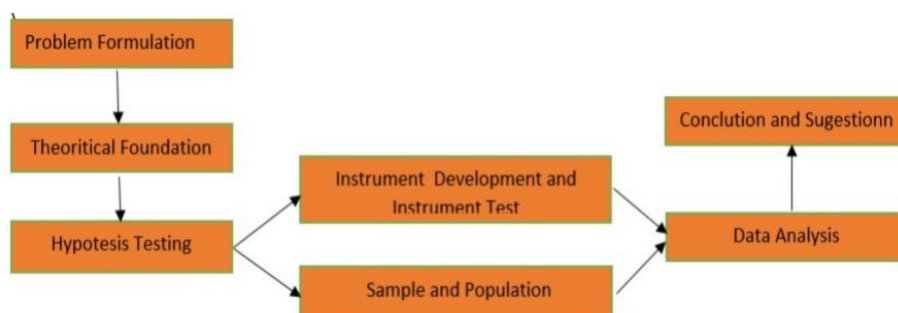 Problem Formulation
Theoritical Foundation
Hypotesis Testing
Instrument Development and
Instrument Test
Sample and Population
Data Analysis
Conclution and Sugestionn